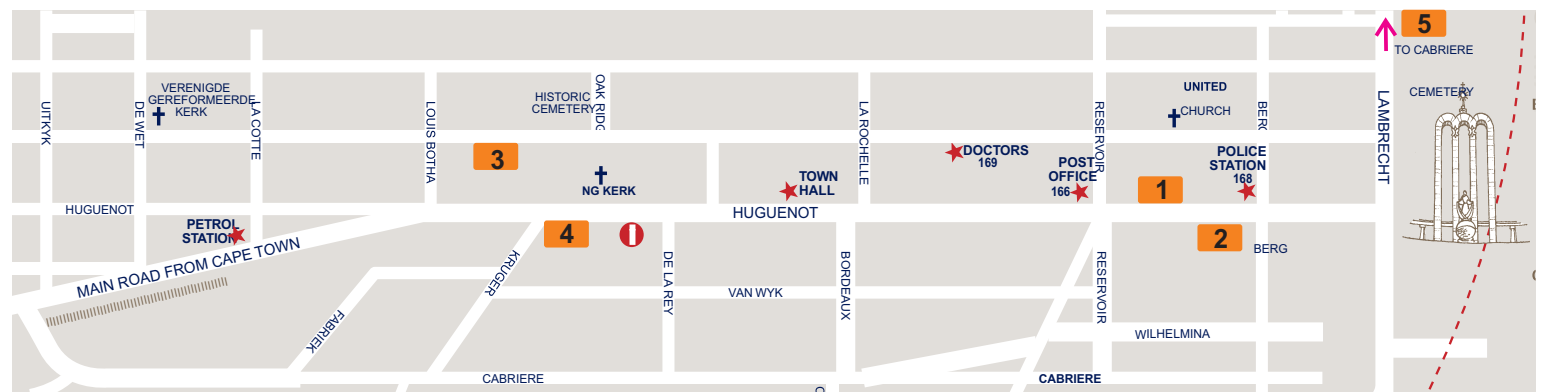 5
TO CABRIERE
VERENIGDE
GEREFORMEERDE
KERK
UNITED
CHURCH
HISTORIC
CEMETERY
CEMETERY
UITKYK
DE WET
LA COTTE
LOUIS BOTHA
OAK RIDG
LA ROCHELLE
RESERVOIR
BERG
LAMBRECHT
3
NG KERK
TOWN
HALL
DOCTORS
169
POST
OFFICE
166
POLICE
STATION
168
1
HUGUENOT
HUGUENOT
PETROL
STATION
4
2
BERG
MAIN ROAD FROM CAPE TOWN
KRUGER
FABRIEK
DE LA REY
VAN WYK
BORDEAUX
RESERVOIR
WILHELMINA
CABRIERE
CABRIERE